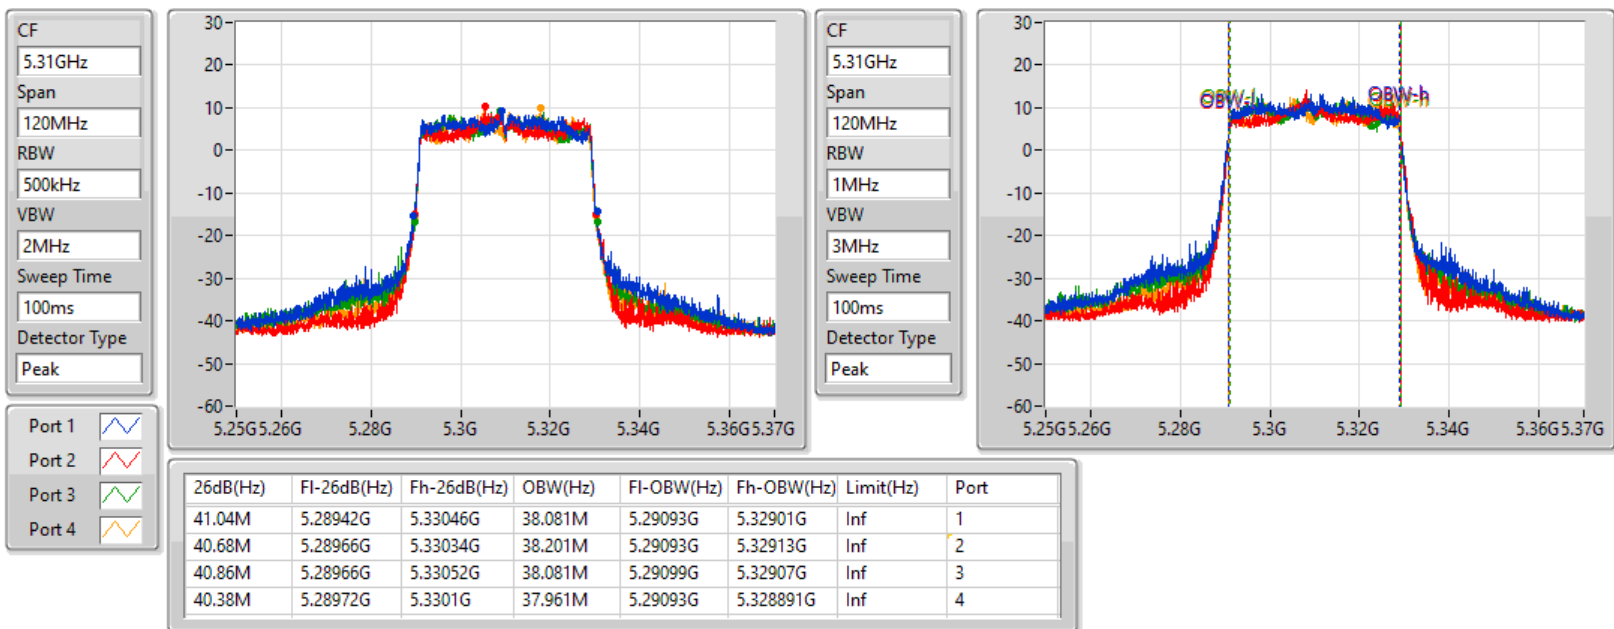 CF
5.31GHz
Span
120MHz
RBW
500kHz
VBW
2MHz
Sweep Time
100ms
Detector Type
Peak
30
20
10
0
-10
-20
-30
-40
-50
-60
5.25G 5.26G 5.28G 5.3G 5.32G 5.34G 5.36G 5.37G
CF
5.31GHz
Span
120MHz
RBW
1MHz
VBW
3MHz
Sweep Time
100ms
Detector Type
Peak
30
20
10
0
-10
-20
-30
-40
-50
-60
OBW-l OBW-h
5.25G 5.26G 5.28G 5.3G 5.32G 5.34G 5.36G 5.37G
Port 1
Port 2
Port 3
Port 4
26dB(Hz) Fl-26dB(Hz) Fh-26dB(Hz) OBW(Hz) Fl-OBW(Hz) Fh-OBW(Hz) Limit(Hz) Port
41.04M 5.28942G 5.33046G 38.081M 5.29093G 5.32901G Inf 1
40.68M 5.28966G 5.33034G 38.201M 5.29093G 5.32913G Inf 2
40.86M 5.28966G 5.33052G 38.081M 5.29099G 5.32907G Inf 3
40.38M 5.28972G 5.3301G 37.961M 5.29093G 5.328891G Inf 4